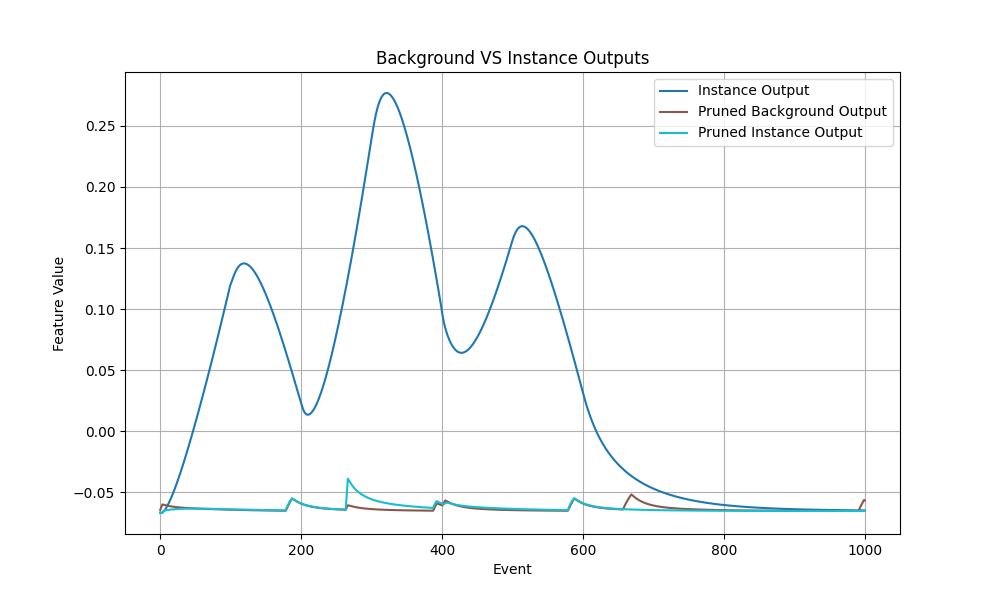 Background VS Instance Outputs
Instance Output
Pruned Background Output
Pruned Instance Output
Feature Value
0.25
0.20
0.15
0.10
0.05
0.00
−0.05
0 200 400 600 800 1000
Event